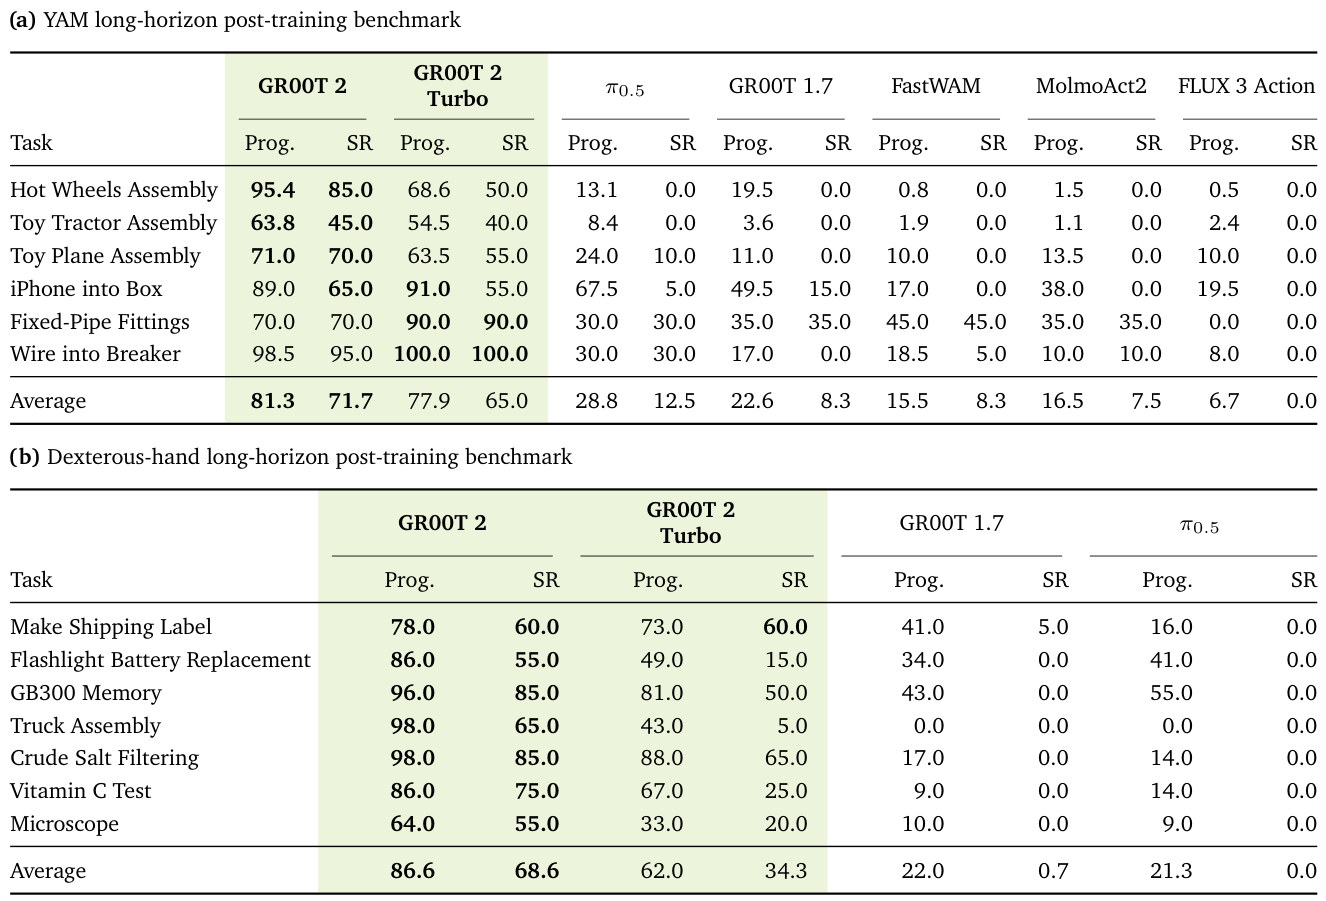 (a) YAM long-horizon post-training benchmark
GR00T 2 GR00T 2 Turbo π0.5 GR00T 1.7 FastWAM MolmoAct2 FLUX 3 Action
Task Prog. SR Prog. SR Prog. SR Prog. SR Prog. SR Prog. SR Prog. SR
Hot Wheels Assembly 95.4 85.0 68.6 50.0 13.1 0.0 19.5 0.0 0.8 0.0 1.5 0.0 0.5 0.0
Toy Tractor Assembly 63.8 45.0 54.5 40.0 8.4 0.0 3.6 0.0 1.9 0.0 1.1 0.0 2.4 0.0
Toy Plane Assembly 71.0 70.0 63.5 55.0 24.0 10.0 11.0 0.0 10.0 0.0 13.5 0.0 10.0 0.0
iPhone into Box 89.0 65.0 91.0 55.0 67.5 5.0 49.5 15.0 17.0 0.0 38.0 0.0 19.5 0.0
Fixed-Pipe Fittings 70.0 70.0 90.0 90.0 30.0 30.0 35.0 35.0 45.0 45.0 35.0 35.0 0.0 0.0
Wire into Breaker 98.5 95.0 100.0 100.0 30.0 30.0 17.0 0.0 18.5 5.0 10.0 10.0 8.0 0.0
Average 81.3 71.7 77.9 65.0 28.8 12.5 22.6 8.3 15.5 8.3 16.5 7.5 6.7 0.0
(b) Dexterous-hand long-horizon post-training benchmark
GR00T 2 GR00T 2 Turbo GR00T 1.7 π0.5
Task Prog. SR Prog. SR Prog. SR Prog. SR
Make Shipping Label 78.0 60.0 73.0 60.0 41.0 5.0 16.0 0.0
Flashlight Battery Replacement 86.0 55.0 49.0 15.0 34.0 0.0 41.0 0.0
GB300 Memory 96.0 85.0 81.0 50.0 43.0 0.0 55.0 0.0
Truck Assembly 98.0 65.0 43.0 5.0 0.0 0.0 0.0 0.0
Crude Salt Filtering 98.0 85.0 88.0 65.0 17.0 0.0 14.0 0.0
Vitamin C Test 86.0 75.0 67.0 25.0 9.0 0.0 14.0 0.0
Microscope 64.0 55.0 33.0 20.0 10.0 0.0 9.0 0.0
Average 86.6 68.6 62.0 34.3 22.0 0.7 21.3 0.0